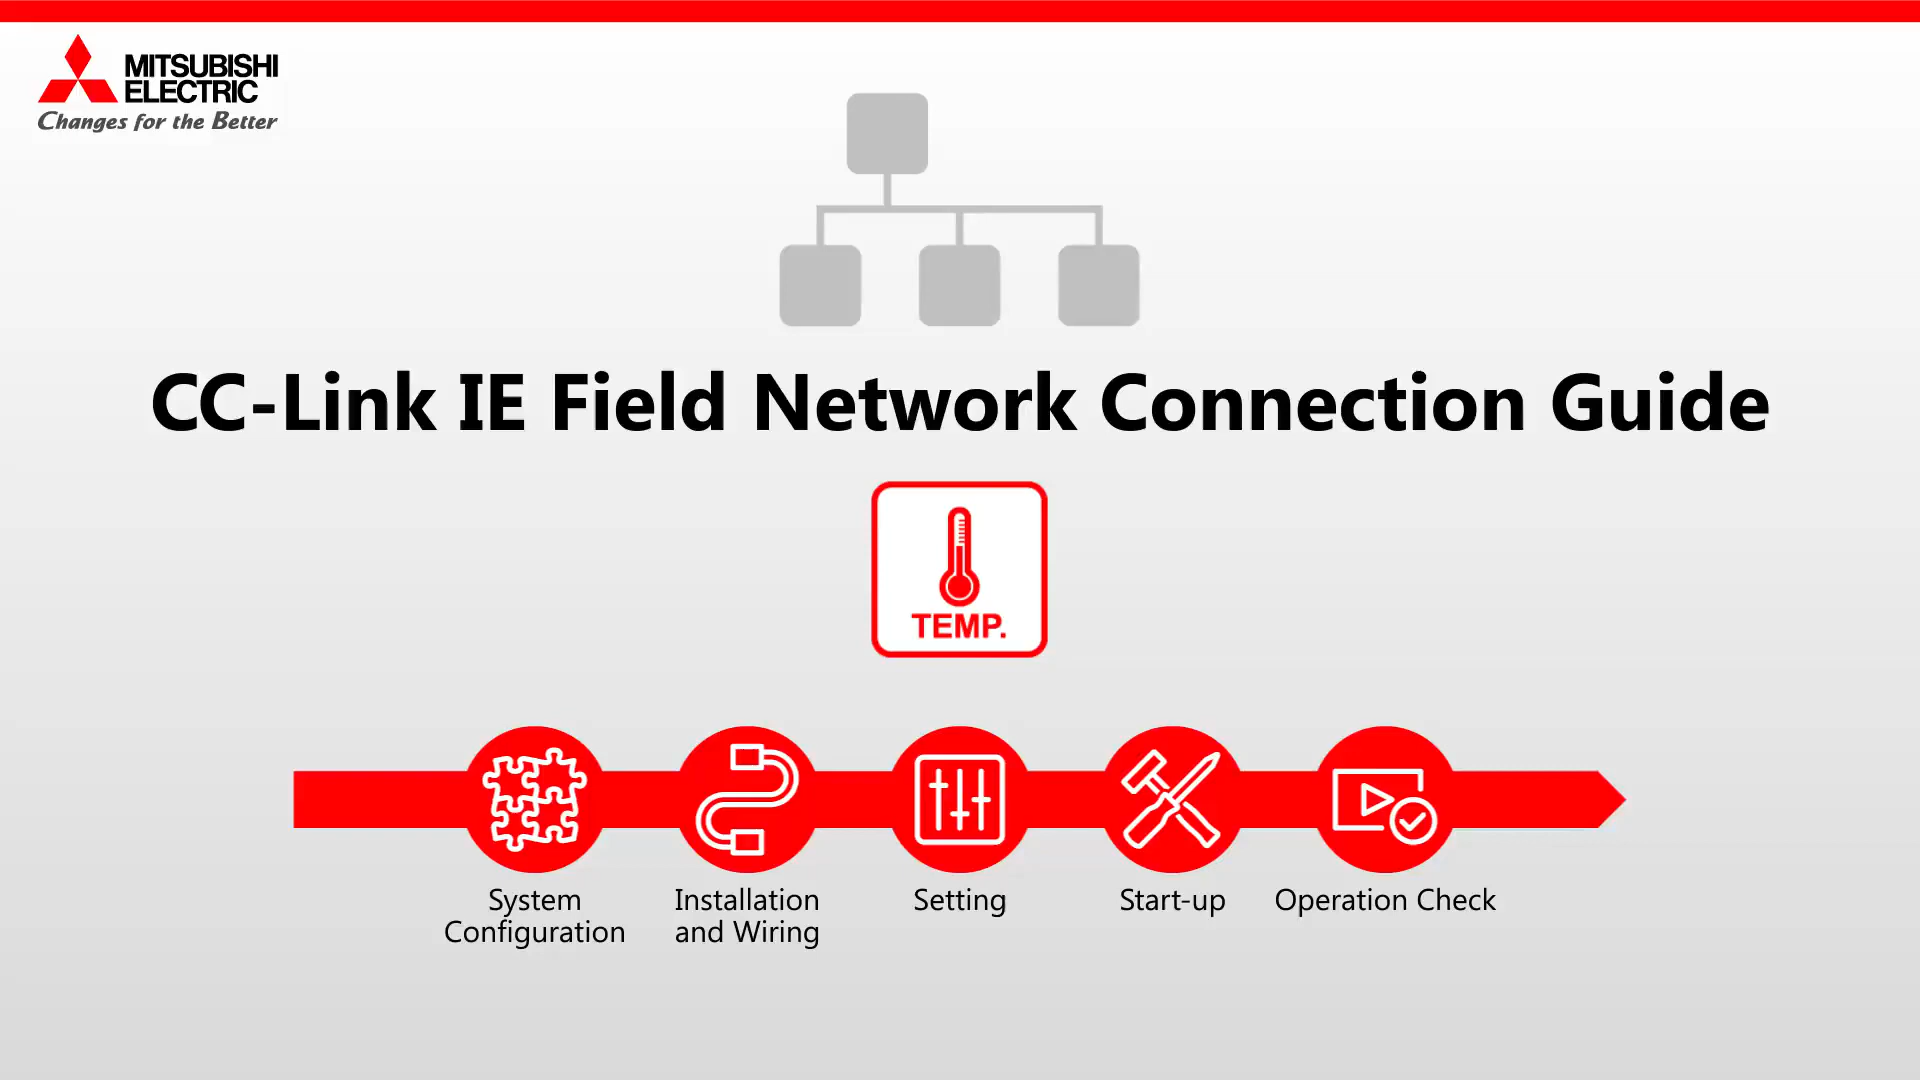 MITSUBISHI
ELECTRIC
Changes for the Better
CC-Link IE Field Network Connection Guide
TEMP.
System
Configuration
Installation
and Wiring
Setting
Start-up
Operation Check